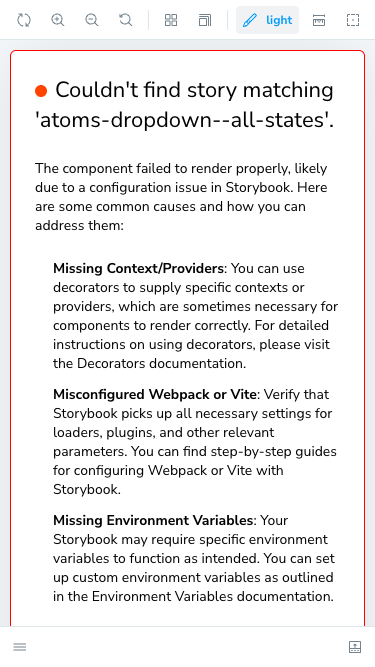 light
Couldn't find story matching
'atoms-dropdown--all-states'.
The component failed to render properly, likely
due to a configuration issue in Storybook. Here
are some common causes and how you can
address them:
Missing Context/Providers: You can use
decorators to supply specific contexts or
providers, which are sometimes necessary for
components to render correctly. For detailed
instructions on using decorators, please visit
the Decorators documentation.
Misconfigured Webpack or Vite: Verify that
Storybook picks up all necessary settings for
loaders, plugins, and other relevant
parameters. You can find step-by-step guides
for configuring Webpack or Vite with
Storybook.
Missing Environment Variables: Your
Storybook may require specific environment
variables to function as intended. You can set
up custom environment variables as outlined
in the Environment Variables documentation.